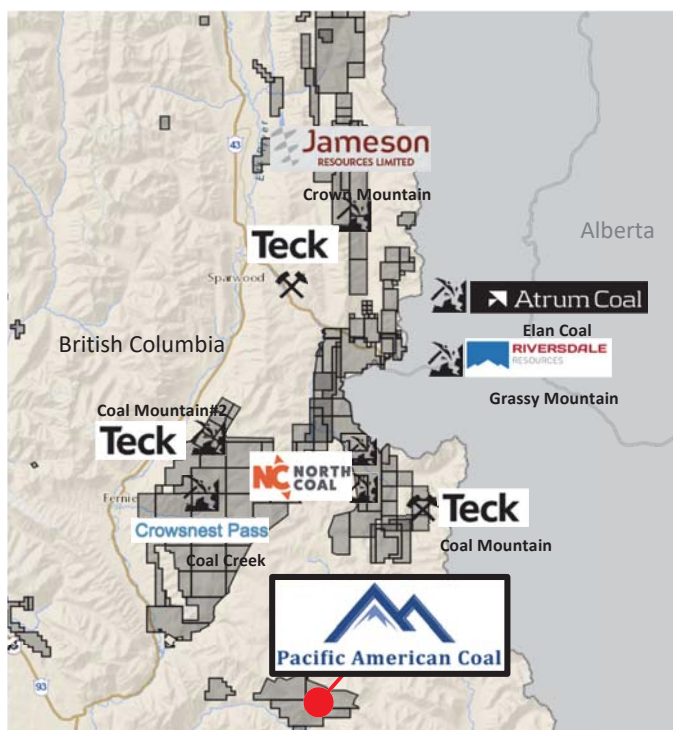 43
Elk River
Jameson
RESOURCES LIMITED
Crown Mountain
Teck
Alberta
Sparwood
Atrum Coal
Elan Coal
British Columbia
RIVERSDALE
RESOURCES
Grassy Mountain
Coal Mountain#2
Teck
NC NORTH
COAL
Fernie
Teck
Crowsnest Pass
Coal Mountain
Coal Creek
Pacific American Coal
93